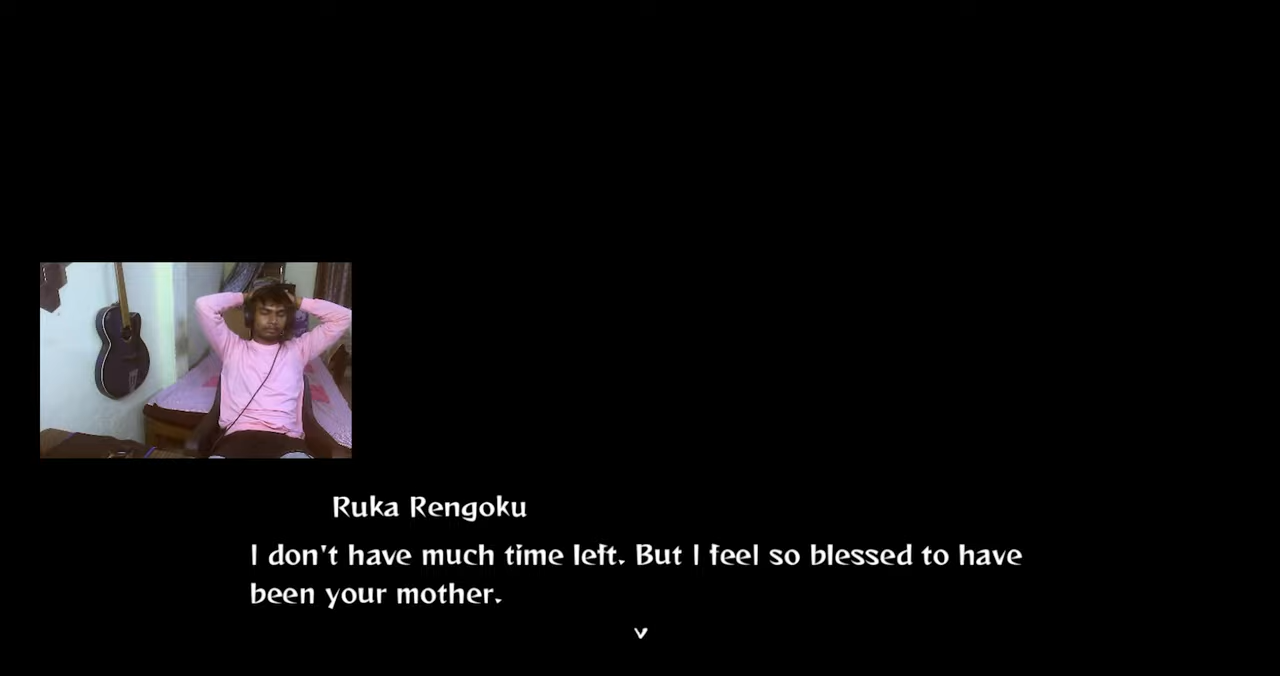 Ruka Rengoku
I don't have much time left. But I feel so blessed to have
been your mother.